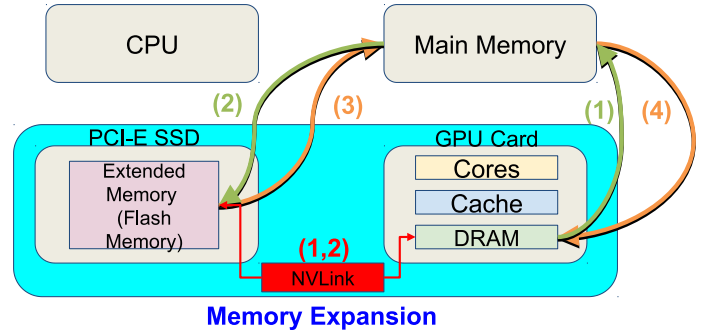 CPU
Main Memory
(2)
(3)
(1)
(4)
PCI-E SSD
GPU Card
Extended
Memory
(Flash
Memory)
Cores
Cache
DRAM
(1,2)
NVLink
Memory Expansion